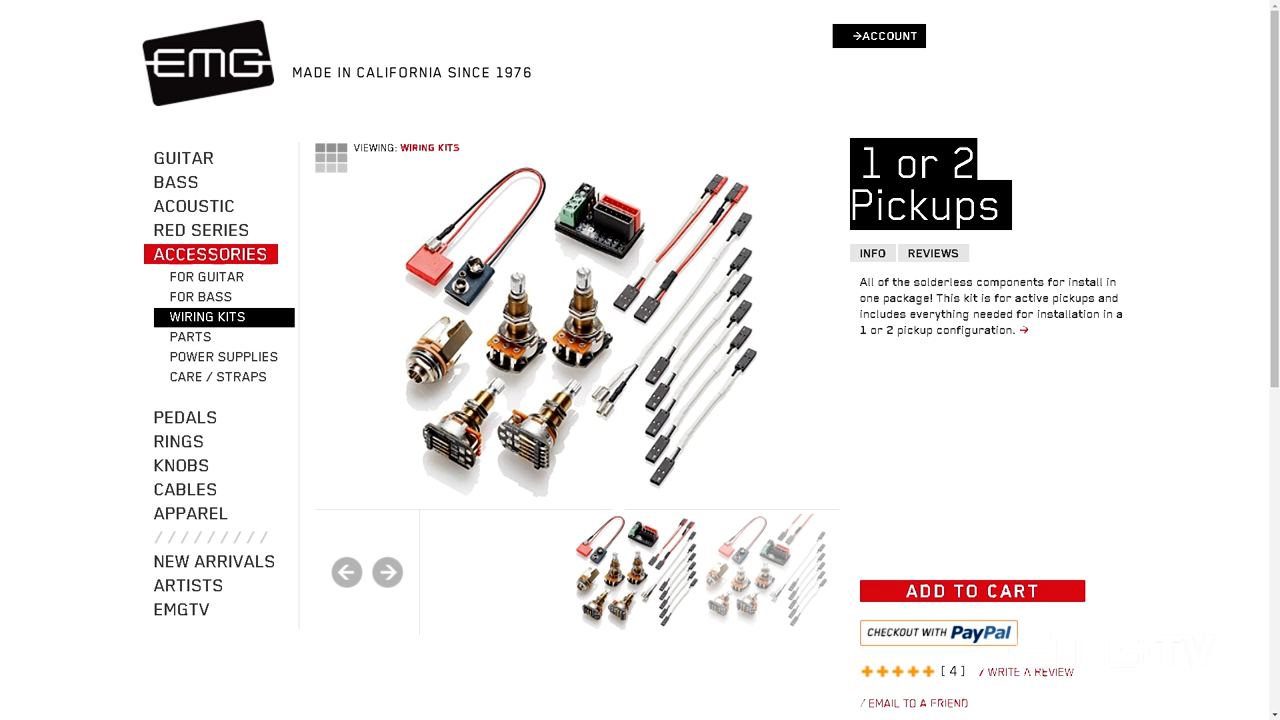 EMG
MADE IN CALIFORNIA SINCE 1976
→ACCOUNT
GUITAR
BASS
ACOUSTIC
RED SERIES
ACCESSORIES
FOR GUITAR
FOR BASS
WIRING KITS
PARTS
POWER SUPPLIES
CARE / STRAPS
PEDALS
RINGS
KNOBS
CABLES
APPAREL
/ / / / / / / / /
NEW ARRIVALS
ARTISTS
EMGTV
VIEWING: WIRING KITS
1 or 2
Pickups
INFO REVIEWS
All of the solderless components for install in
one package! This kit is for active pickups and
includes everything needed for installation in a
1 or 2 pickup configuration. →
ADD TO CART
CHECKOUT WITH PayPal
[ 4 ] / WRITE A REVIEW
/ EMAIL TO A FRIEND